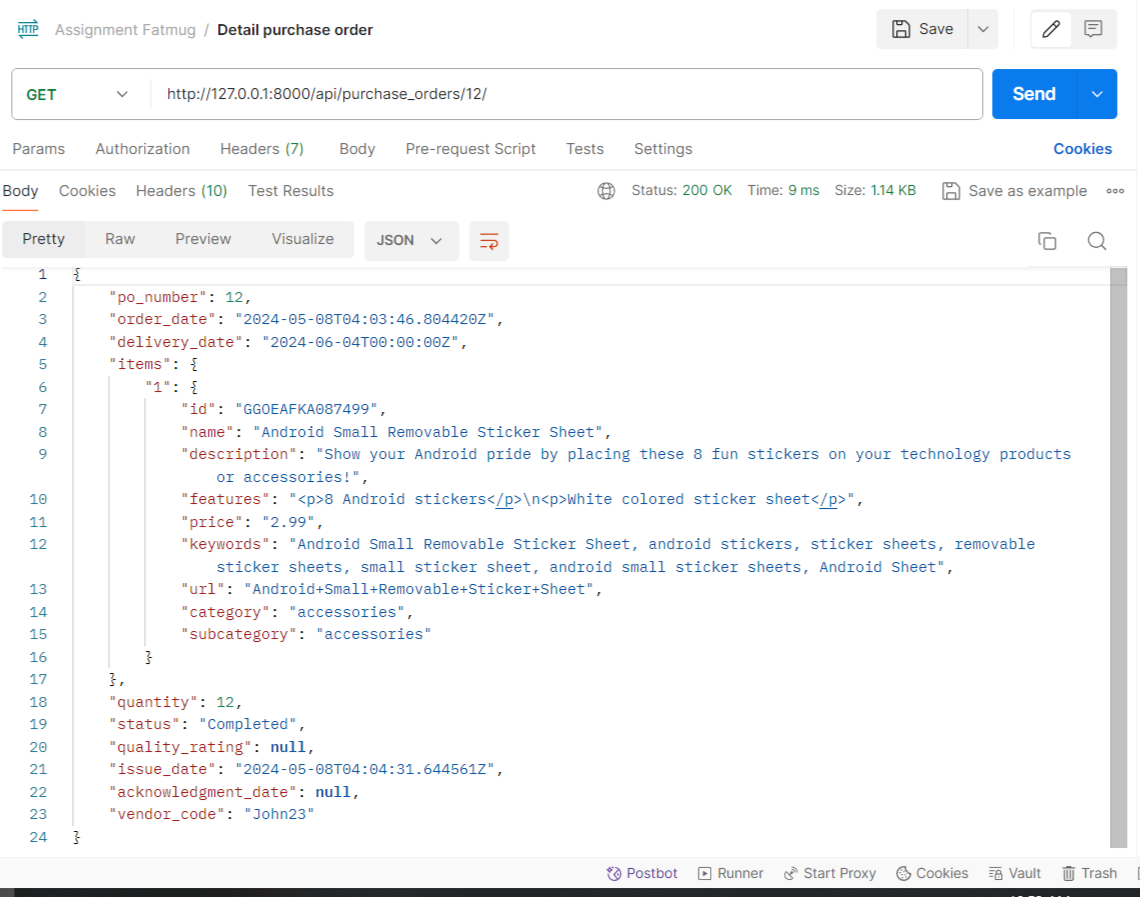 HTTP Assignment Fatmug / Detail purchase order Save
GET http://127.0.0.1:8000/api/purchase_orders/12/ Send
Params Authorization Headers (7) Body Pre-request Script Tests Settings Cookies
Body Cookies Headers (10) Test Results Status: 200 OK Time: 9 ms Size: 1.14 KB Save as example
Pretty Raw Preview Visualize JSON
1 {
2 "po_number": 12,
3 "order_date": "2024-05-08T04:03:46.804420Z",
4 "delivery_date": "2024-06-04T00:00:00Z",
5 "items": {
6 "1": {
7 "id": "GGOEAFKA087499",
8 "name": "Android Small Removable Sticker Sheet",
9 "description": "Show your Android pride by placing these 8 fun stickers on your technology products
or accessories!",
10 "features": "<p>8 Android stickers</p>\n<p>White colored sticker sheet</p>",
11 "price": "2.99",
12 "keywords": "Android Small Removable Sticker Sheet, android stickers, sticker sheets, removable
sticker sheets, small sticker sheet, android small sticker sheets, Android Sheet",
13 "url": "Android+Small+Removable+Sticker+Sheet",
14 "category": "accessories",
15 "subcategory": "accessories"
16 }
17 },
18 "quantity": 12,
19 "status": "Completed",
20 "quality_rating": null,
21 "issue_date": "2024-05-08T04:04:31.644561Z",
22 "acknowledgment_date": null,
23 "vendor_code": "John23"
24 }
Postbot Runner Start Proxy Cookies Vault Trash